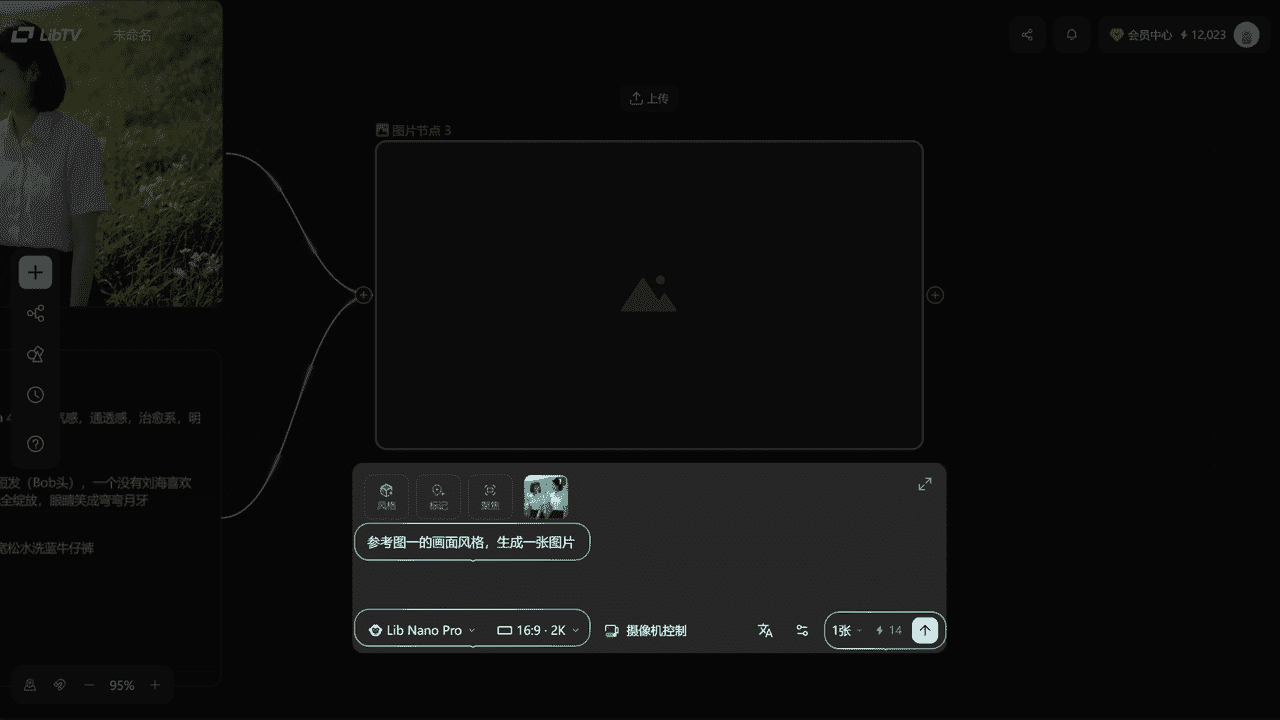 LibTV
未命名
会员中心
12,023
上传
图片节点 3
气感，通透感，治愈系，明
短发（Bob头），一个没有刘海喜欢
全绽放，眼睛笑成弯弯月牙
宽松水洗蓝牛仔裤
风格
标记
聚焦
参考图一的画面风格，生成一张图片
Lib Nano Pro
16:9 · 2K
摄像机控制
1张
14
95%